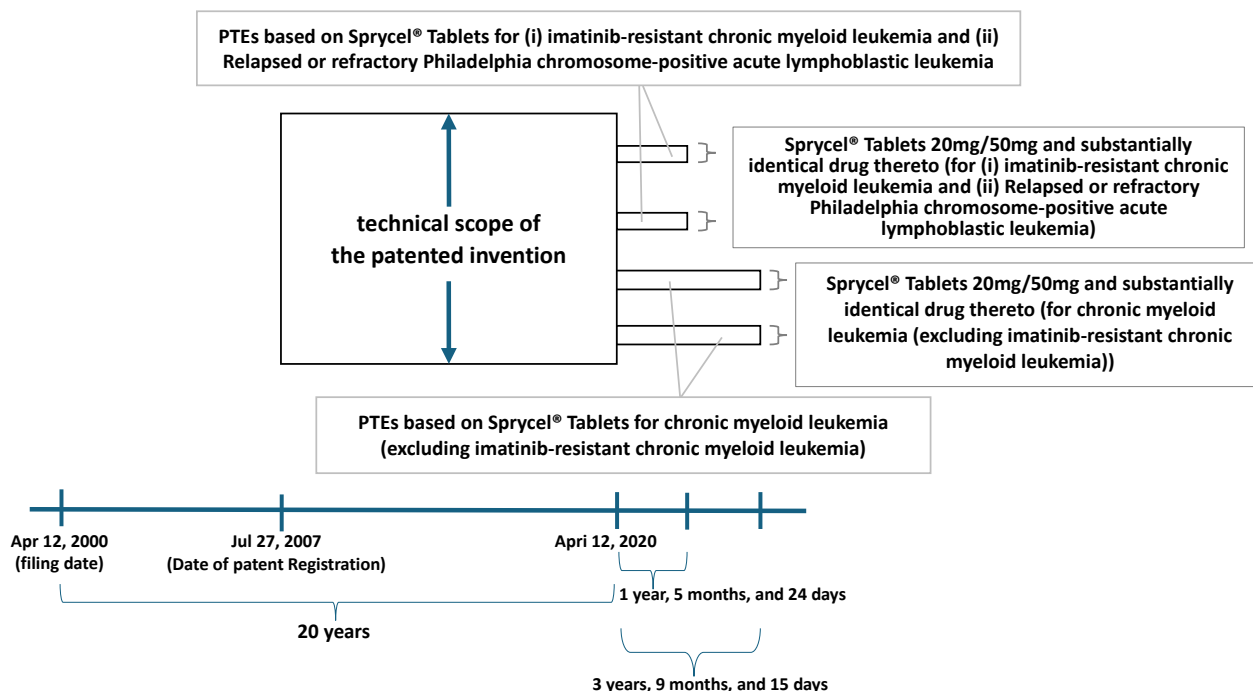 PTEs based on Sprycel® Tablets for (i) imatinib-resistant chronic myeloid leukemia and (ii)
Relapsed or refractory Philadelphia chromosome-positive acute lymphoblastic leukemia
Sprycel® Tablets 20mg/50mg and substantially
identical drug thereto (for (i) imatinib-resistant chronic
myeloid leukemia and (ii) Relapsed or refractory
Philadelphia chromosome-positive acute
lymphoblastic leukemia)
technical scope of
the patented invention
Sprycel® Tablets 20mg/50mg and substantially
identical drug thereto (for chronic myeloid
leukemia (excluding imatinib-resistant chronic
myeloid leukemia))
PTEs based on Sprycel® Tablets for chronic myeloid leukemia
(excluding imatinib-resistant chronic myeloid leukemia)
Apr 12, 2000
(filing date)
Jul 27, 2007
(Date of patent Registration)
Apri 12, 2020
1 year, 5 months, and 24 days
20 years
3 years, 9 months, and 15 days